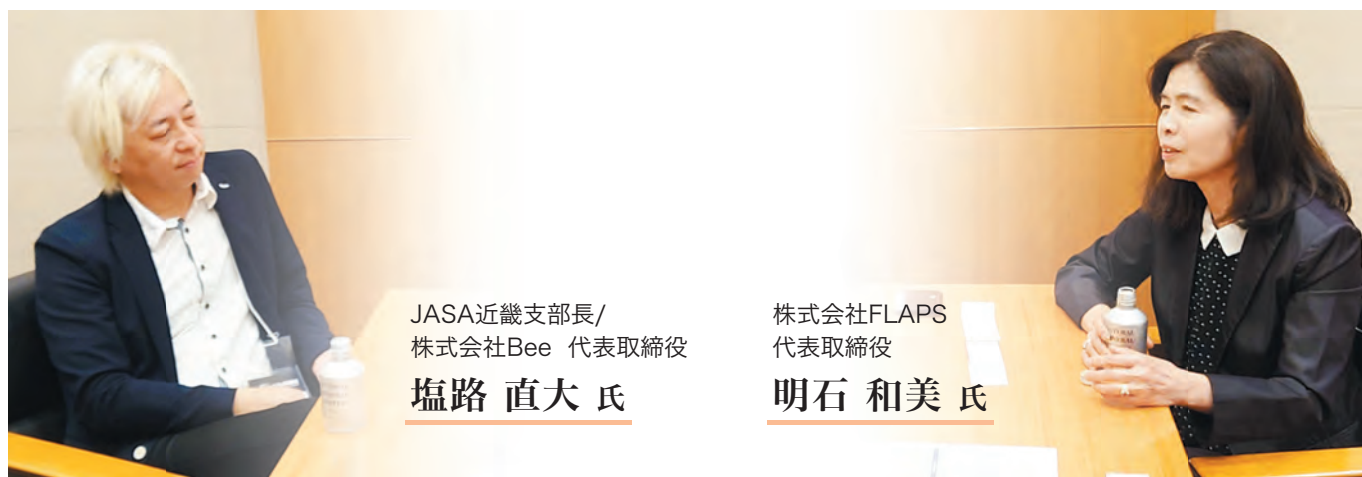 JASA近畿支部長/
株式会社Bee 代表取締役
塩路 直大 氏
株式会社FLAPS
代表取締役
明石 和美 氏